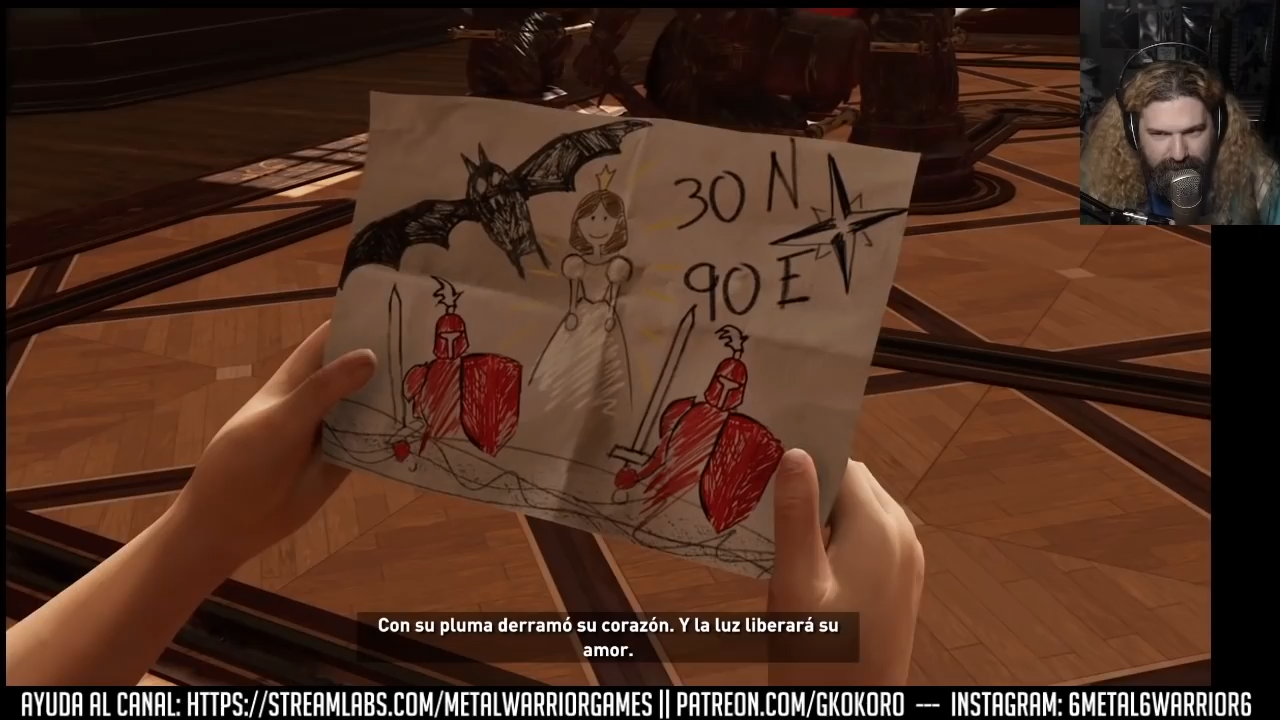 30 N
90 E
Con su pluma derramó su corazón. Y la luz liberará su
amor.
AYUDA AL CANAL: HTTPS://STREAMLABS.COM/METALWARRIORGAMES || PATREON.COM/GKOKORO --- INSTAGRAM: 6METAL6WARRIOR6